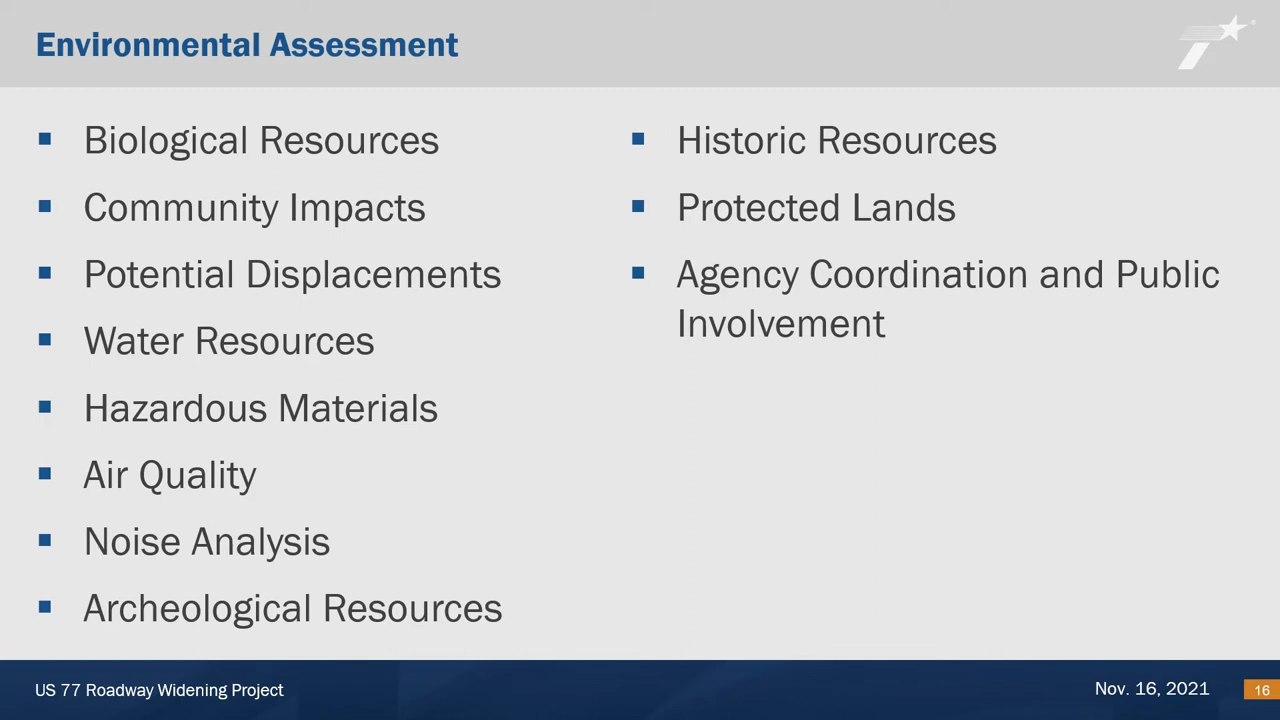 Environmental Assessment
Biological Resources
Community Impacts
Potential Displacements
Water Resources
Hazardous Materials
Air Quality
Noise Analysis
Archeological Resources
Historic Resources
Protected Lands
Agency Coordination and Public
Involvement
US 77 Roadway Widening Project
Nov. 16, 2021
16